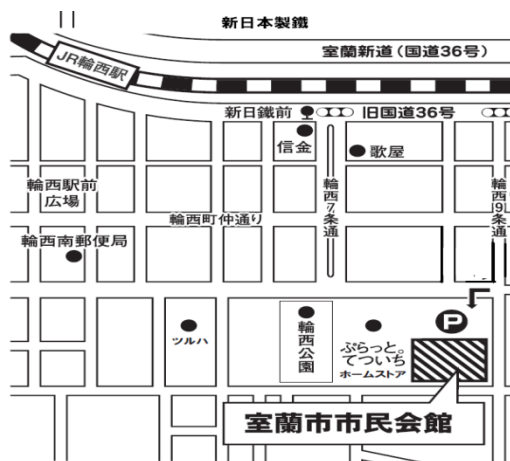 新日本製鐵
室蘭新道(国道36号)
JR輪西駅
新日鐵前
旧国道36号
信金
歌屋
輪西駅前
広場
輪西7条通
輪西9条通
輪西町仲通り
輪西南郵便局
P
ツルハ
輪西公園
ぷらっと。
てついち
ホームストア
室蘭市市民会館